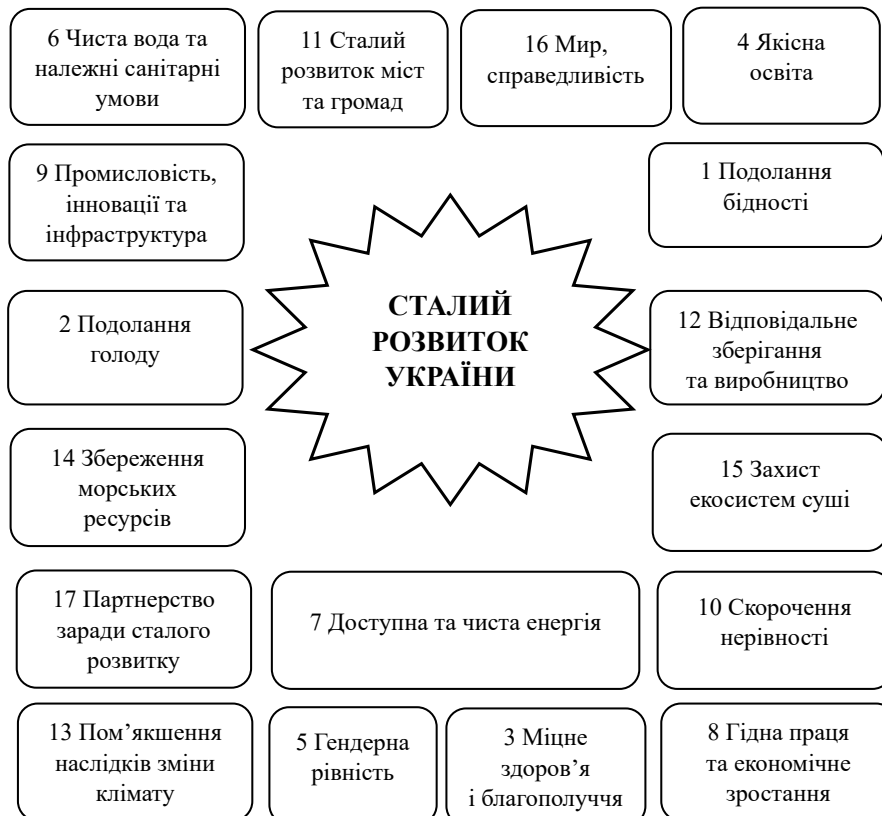 6 Чиста вода та
належні санітарні
умови
11 Сталий
розвиток міст
та громад
16 Мир,
справедливість
4 Якісна
освіта
9 Промисловість,
інновації та
інфраструктура
1 Подолання
бідності
2 Подолання
голоду
СТАЛИЙ
РОЗВИТОК
УКРАЇНИ
12 Відповідальне
зберігання
та виробництво
14 Збереження
морських
ресурсів
15 Захист
екосистем суші
17 Партнерство
заради сталого
розвитку
7 Доступна та чиста енергія
10 Скорочення
нерівності
13 Пом’якшення
наслідків зміни
клімату
5 Гендерна
рівність
3 Міцне
здоров’я
і благополуччя
8 Гідна праця
та економічне
зростання